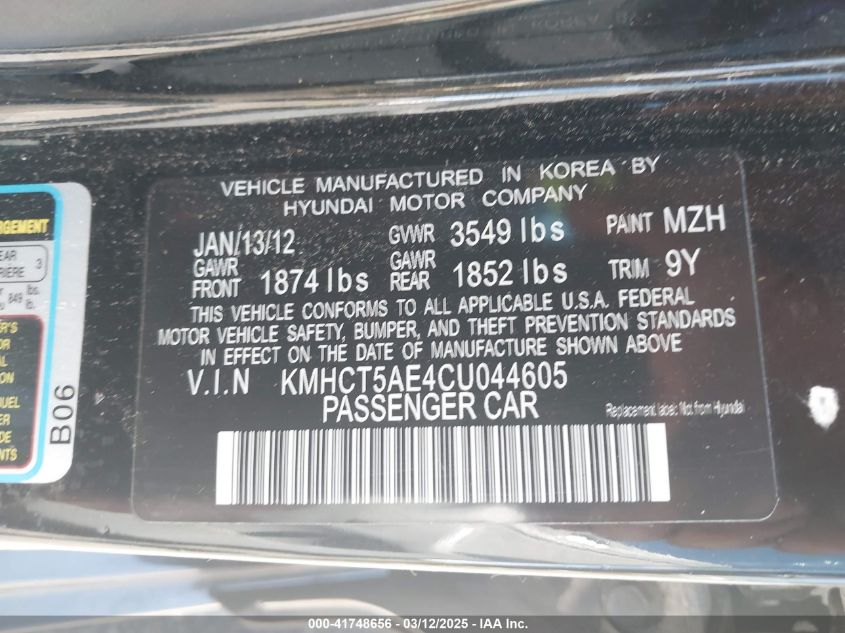 VEHICLE MANUFACTURED IN KOREA BY
HYUNDAI MOTOR COMPANY
JAN/13/12 GVWR 3549 lbs PAINT MZH
GAWR FRONT 1874 lbs GAWR REAR 1852 lbs TRIM 9Y
THIS VEHICLE CONFORMS TO ALL APPLICABLE U.S.A. FEDERAL
MOTOR VEHICLE SAFETY, BUMPER, AND THEFT PREVENTION STANDARDS
IN EFFECT ON THE DATE OF MANUFACTURE SHOWN ABOVE
V.I.N KMHCT5AE4CU044605
PASSENGER CAR
Replacement label: Not from Hyundai
3
849 lb.
B06
000-41748656 - 03/12/2025 - IAA Inc.